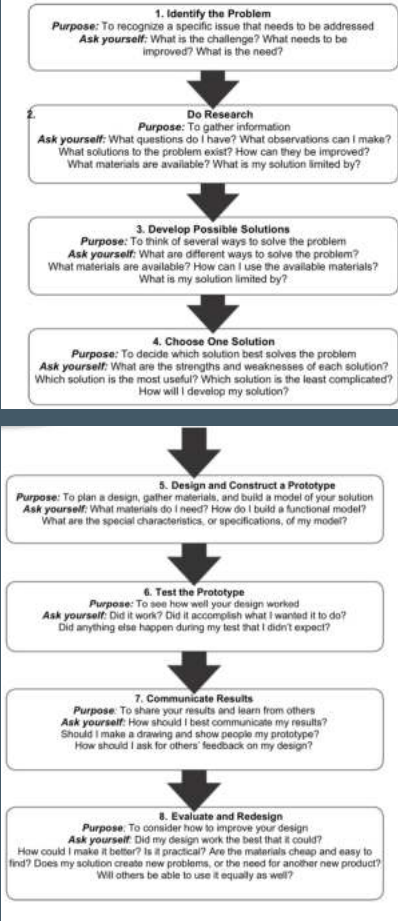 1. Identify the Problem
Purpose: To recognize a specific issue that needs to be addressed
Ask yourself: What is the challenge? What needs to be
improved? What is the need?
2. Do Research
Purpose: To gather information
Ask yourself: What questions do I have? What observations can I make?
What solutions to the problem exist? How can they be improved?
What materials are available? What is my solution limited by?
3. Develop Possible Solutions
Purpose: To think of several ways to solve the problem
Ask yourself: What are different ways to solve the problem?
What materials are available? How can I use the available materials?
What is my solution limited by?
4. Choose One Solution
Purpose: To decide which solution best solves the problem
Ask yourself: What are the strengths and weaknesses of each solution?
Which solution is the most useful? Which solution is the least complicated?
How will I develop my solution?
5. Design and Construct a Prototype
Purpose: To plan a design, gather materials, and build a model of your solution
Ask yourself: What materials do I need? How do I build a functional model?
What are the special characteristics, or specifications, of my model?
6. Test the Prototype
Purpose: To see how well your design worked
Ask yourself: Did it work? Did it accomplish what I wanted it to do?
Did anything else happen during my test that I didn't expect?
7. Communicate Results
Purpose: To share your results and learn from others
Ask yourself: How should I best communicate my results?
Should I make a drawing and show people my prototype?
How should I ask for others' feedback on my design?
8. Evaluate and Redesign
Purpose: To consider how to improve your design
Ask yourself: Did my design work the best that it could?
How could I make it better? Is it practical? Are the materials cheap and easy to
find? Does my solution create new problems, or the need for another new product?
Will others be able to use it equally as well?